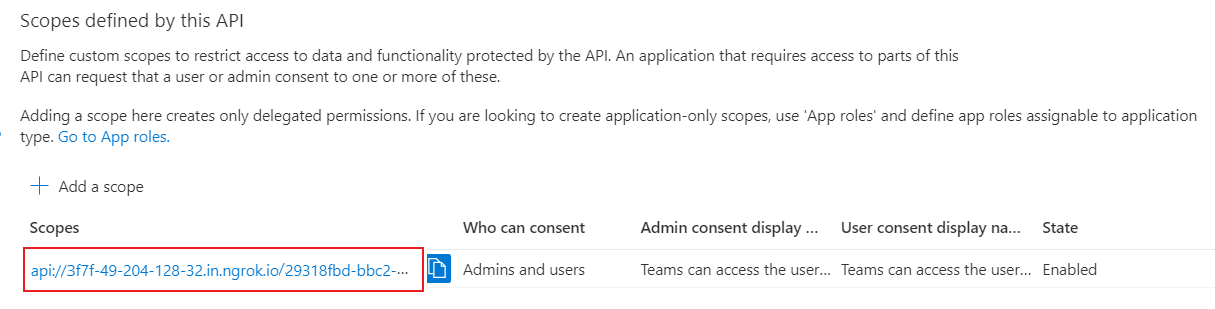 Scopes defined by this API
Define custom scopes to restrict access to data and functionality protected by the API. An application that requires access to parts of this
API can request that a user or admin consent to one or more of these.
Adding a scope here creates only delegated permissions. If you are looking to create application-only scopes, use 'App roles' and define app roles assignable to application
type. Go to App roles.
Add a scope
Scopes Who can consent Admin consent display ... User consent display na... State
api://3f7f-49-204-128-32.in.ngrok.io/29318fbd-bbc2-... Admins and users Teams can access the user... Teams can access the user... Enabled